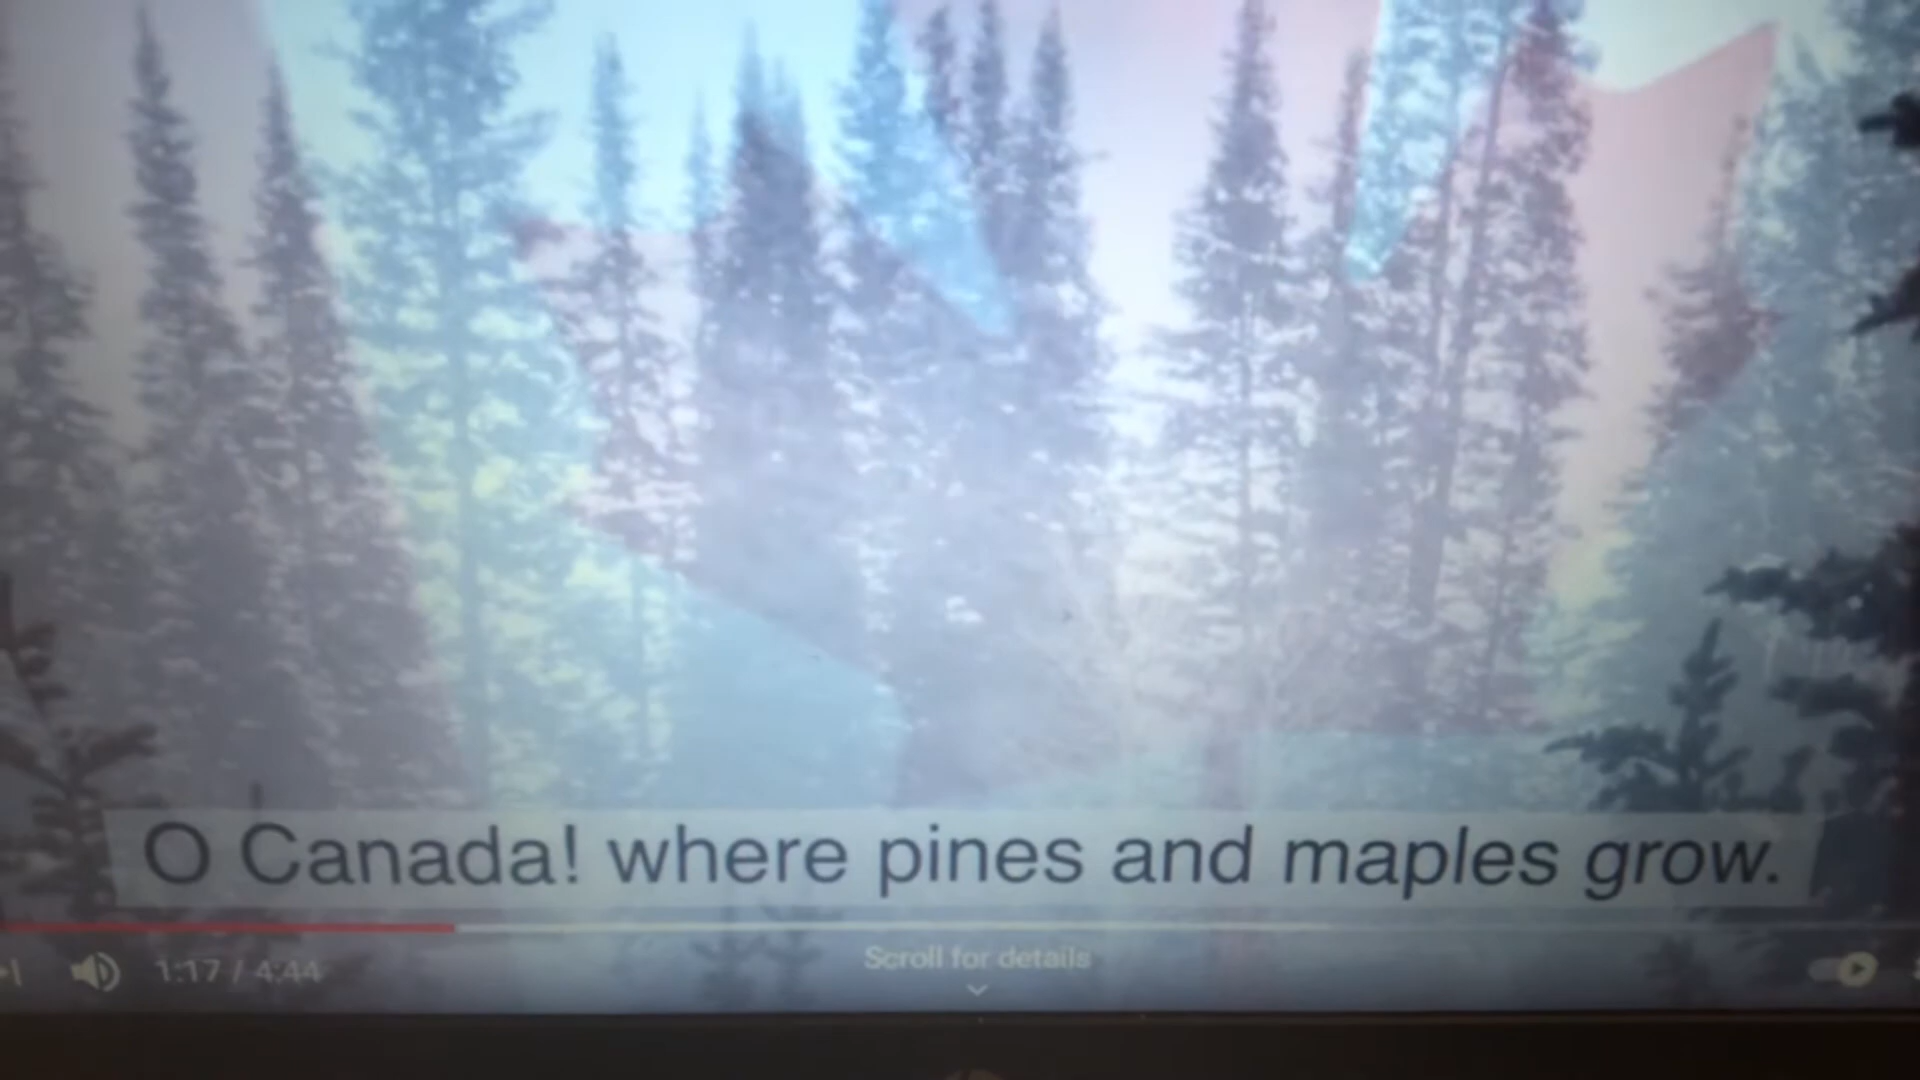 O Canada! where pines and maples grow.
1:17 / 4:44
Scroll for details